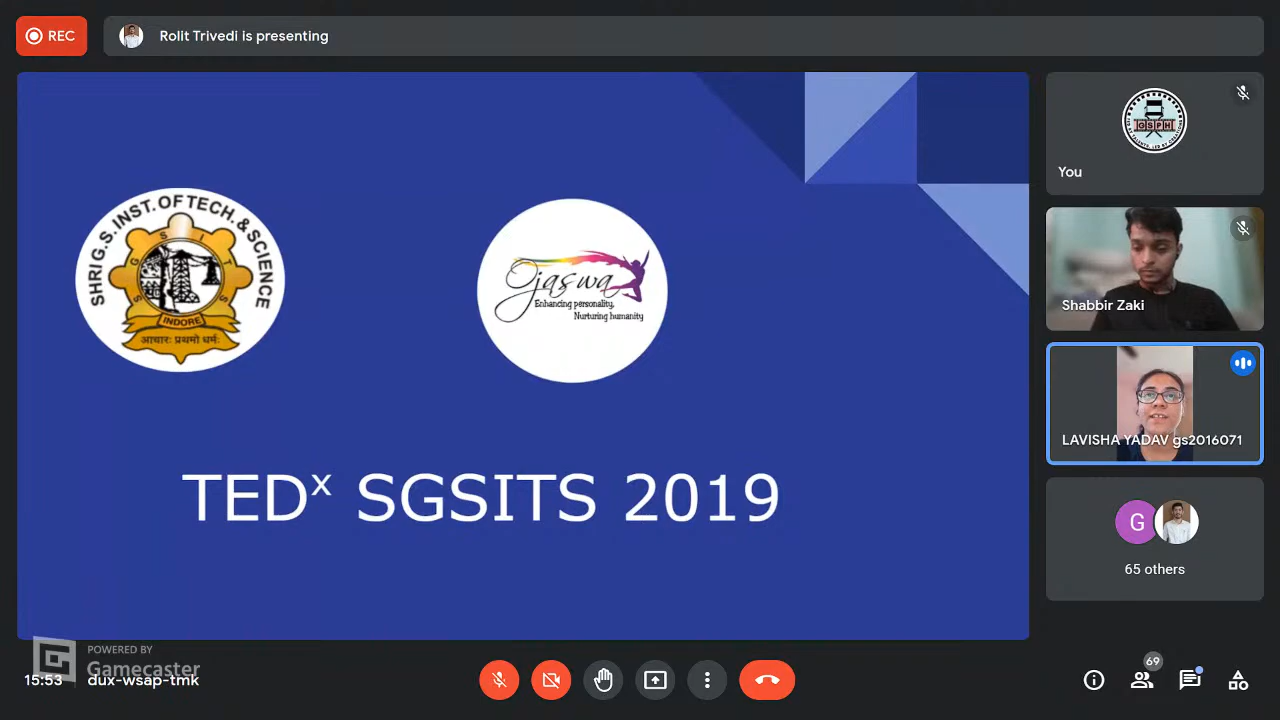 REC
Rolit Trivedi is presenting
SHRI G.S. INST. OF TECH. & SCIENCE
S G S I T S
INDORE
आचारः प्रथमो धर्मः
Ojaswa
Enhancing personality,
Nurturing humanity
TEDx SGSITS 2019
GSPH
You
Shabbir Zaki
LAVISHA YADAV gs2016071
G
65 others
POWERED BY
Gamecaster
15:53
dux-wsap-tmk
69